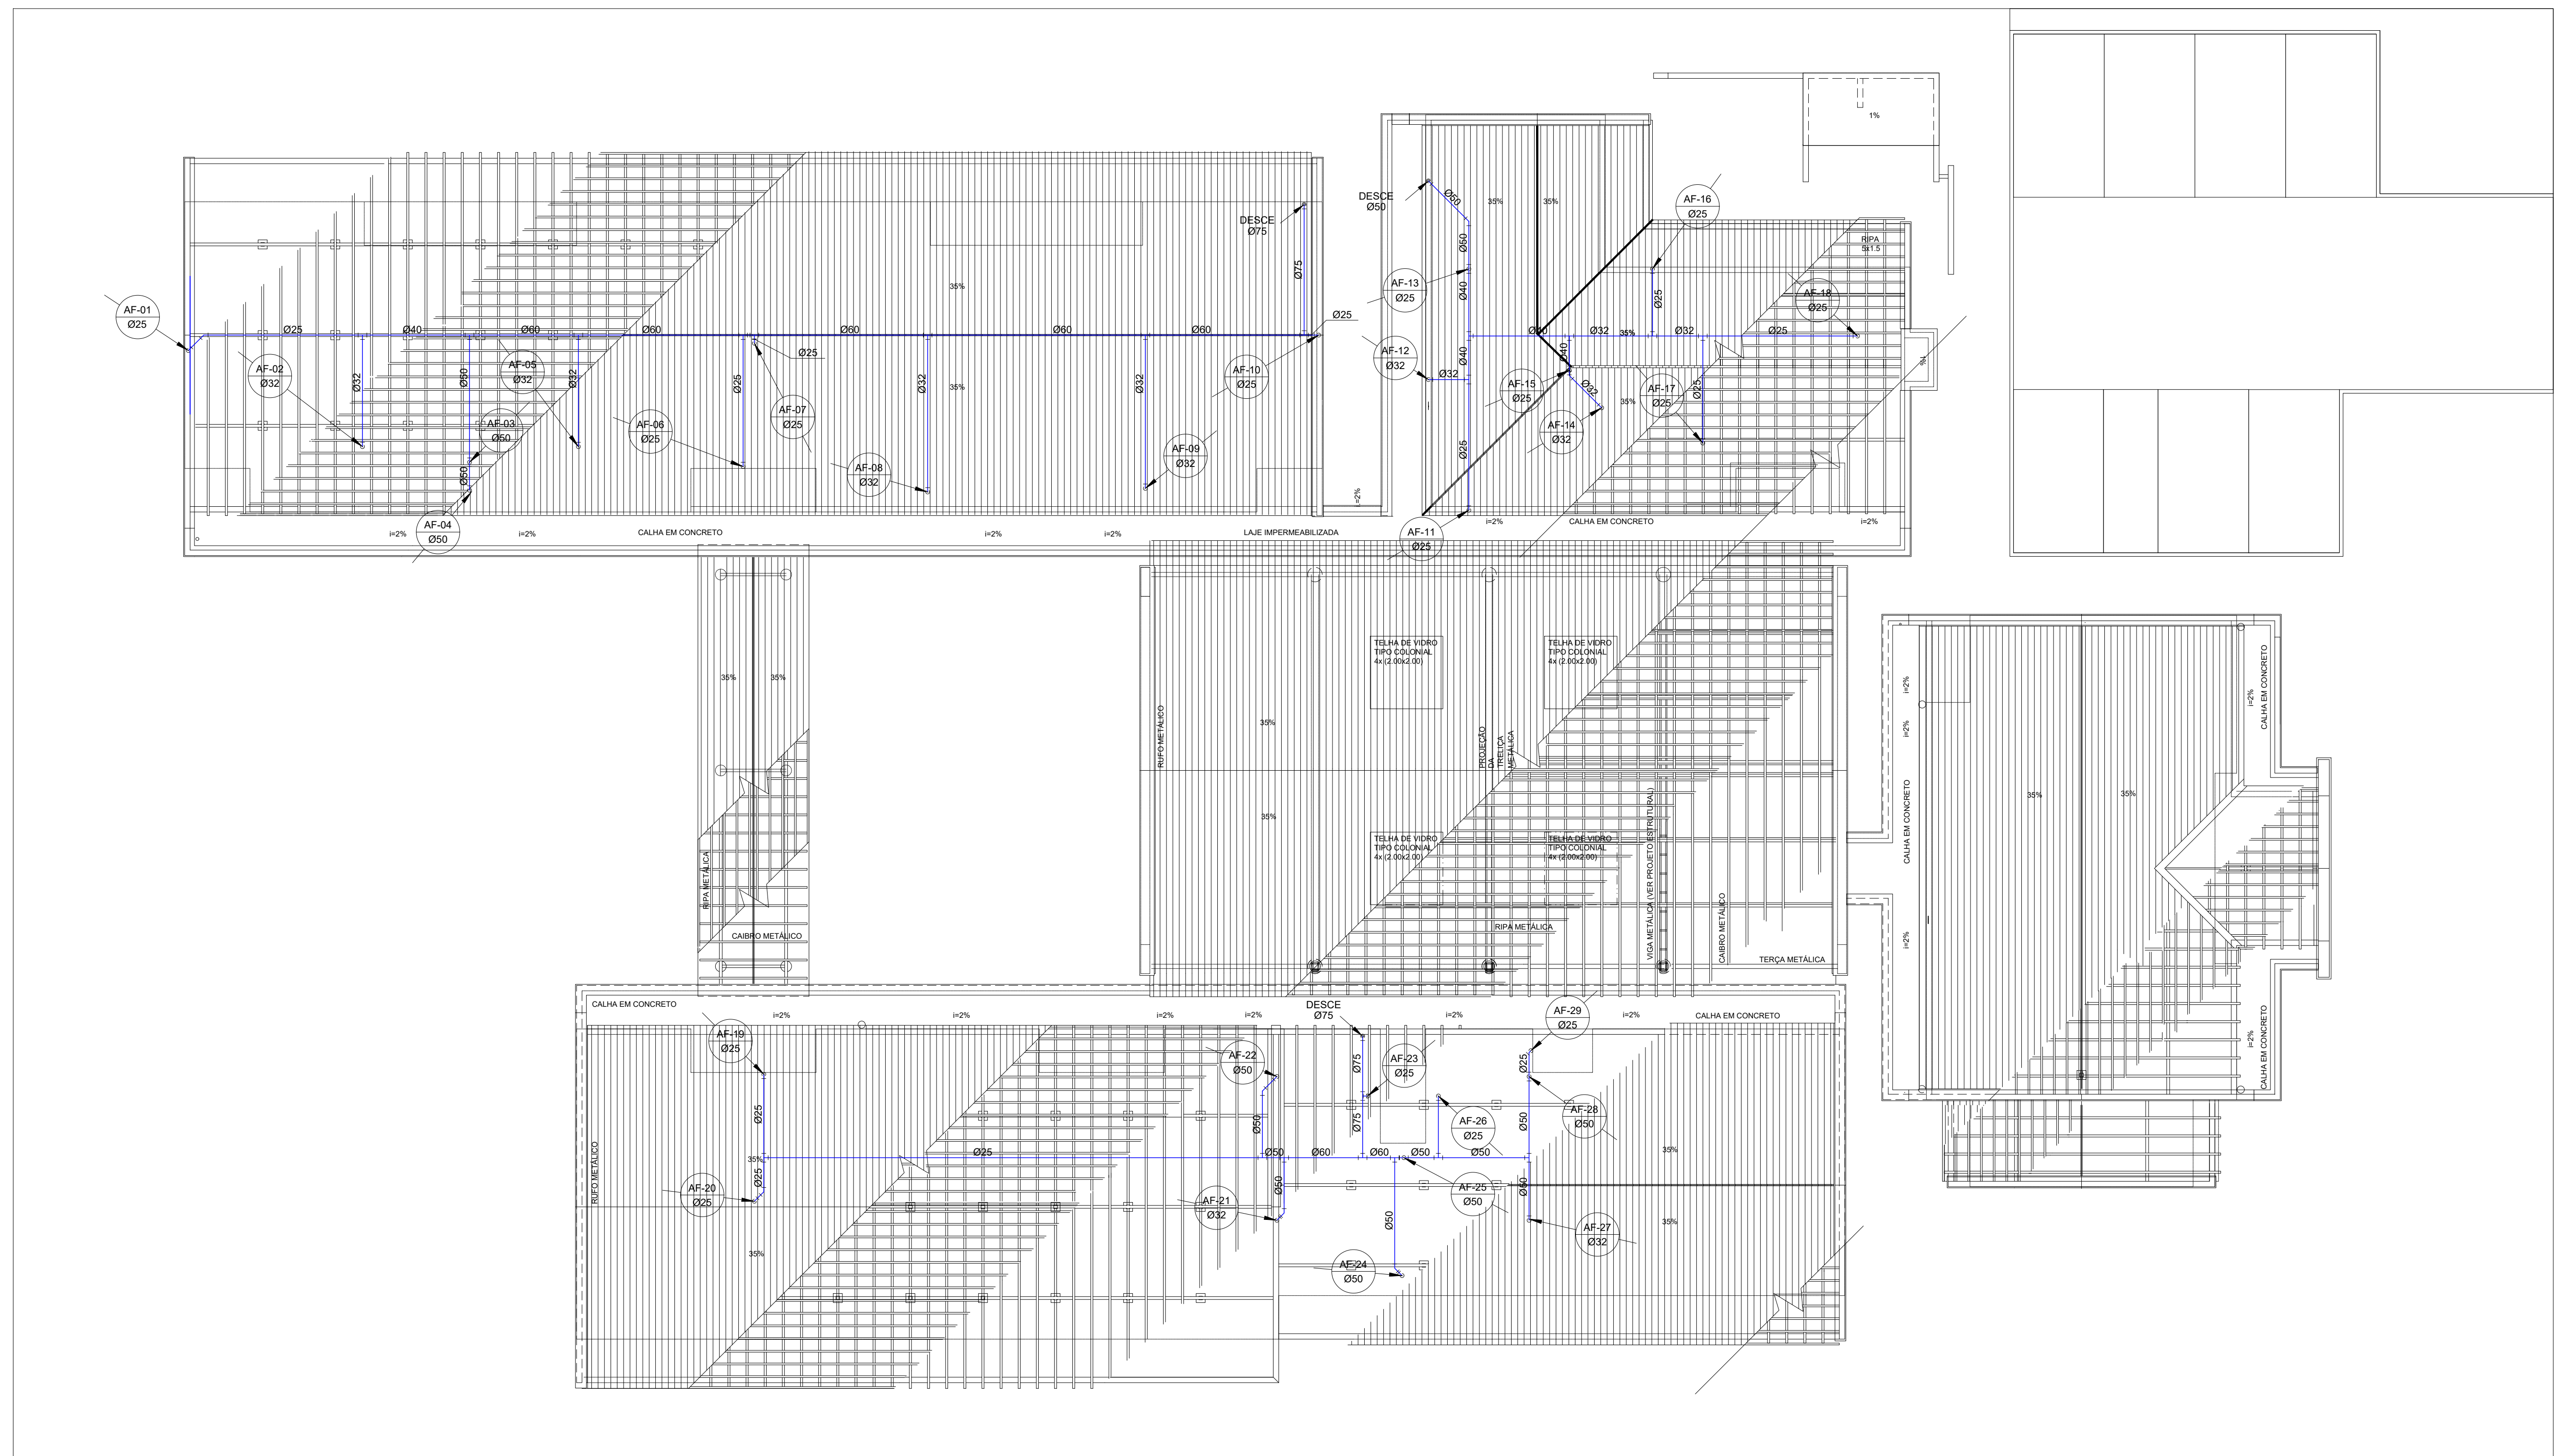 1%
AF-16
Ø25
DESCE
Ø50
Ø50
35%
35%
DESCE
Ø75
RIPA
5x1.5
Ø50
AF-13
Ø25
Ø75
Ø40
Ø25
AF-18
Ø25
35%
AF-01
Ø25
Ø25
Ø25
Ø40
Ø60
Ø60
Ø60
Ø60
Ø60
Ø32
35%
Ø32
Ø25
Ø25
AF-12
Ø32
Ø40
Ø40
1%
AF-02
Ø32
AF-05
Ø32
Ø32
Ø50
Ø32
Ø25
Ø32
35%
Ø32
AF-10
Ø25
Ø32
AF-15
Ø25
Ø32
AF-17
Ø25
Ø25
35%
AF-03
Ø50
AF-06
Ø25
AF-07
Ø25
AF-14
Ø32
Ø50
AF-08
Ø32
AF-09
Ø32
Ø25
i=2%
AF-04
Ø50
i=2%
i=2%
CALHA EM CONCRETO
i=2%
i=2%
LAJE IMPERMEABILIZADA
AF-11
Ø25
i=2%
CALHA EM CONCRETO
i=2%
TELHA DE VIDRO
TIPO COLONIAL
4x (2.00x2.00)
TELHA DE VIDRO
TIPO COLONIAL
4x (2.00x2.00)
35%
35%
35%
RUFO METÁLICO
PROJEÇÃO
DA
TRELIÇA
METÁLICA
i=2%
i=2%
i=2%
CALHA EM CONCRETO
CALHA EM CONCRETO
35%
35%
35%
TELHA DE VIDRO
TIPO COLONIAL
4x (2.00x2.00)
TELHA DE VIDRO
TIPO COLONIAL
4x (2.00x2.00)
VIGA METÁLICA (VER PROJETO ESTRUTURAL)
RIPA METÁLICA
CAIBRO METÁLICO
RIPA METÁLICA
CAIBRO METÁLICO
TERÇA METÁLICA
i=2%
CALHA EM CONCRETO
i=2%
i=2%
i=2%
i=2%
DESCE
Ø75
i=2%
AF-29
Ø25
i=2%
CALHA EM CONCRETO
i=2%
CALHA EM CONCRETO
AF-19
Ø25
AF-22
Ø50
Ø75
AF-23
Ø25
Ø25
Ø25
Ø50
Ø75
AF-26
Ø25
Ø50
AF-28
Ø50
RUFO METÁLICO
35%
Ø25
Ø50
Ø60
Ø60
Ø50
Ø50
35%
Ø25
AF-20
Ø25
AF-21
Ø32
Ø50
Ø50
AF-25
Ø50
Ø50
AF-27
Ø32
35%
35%
AF-24
Ø50